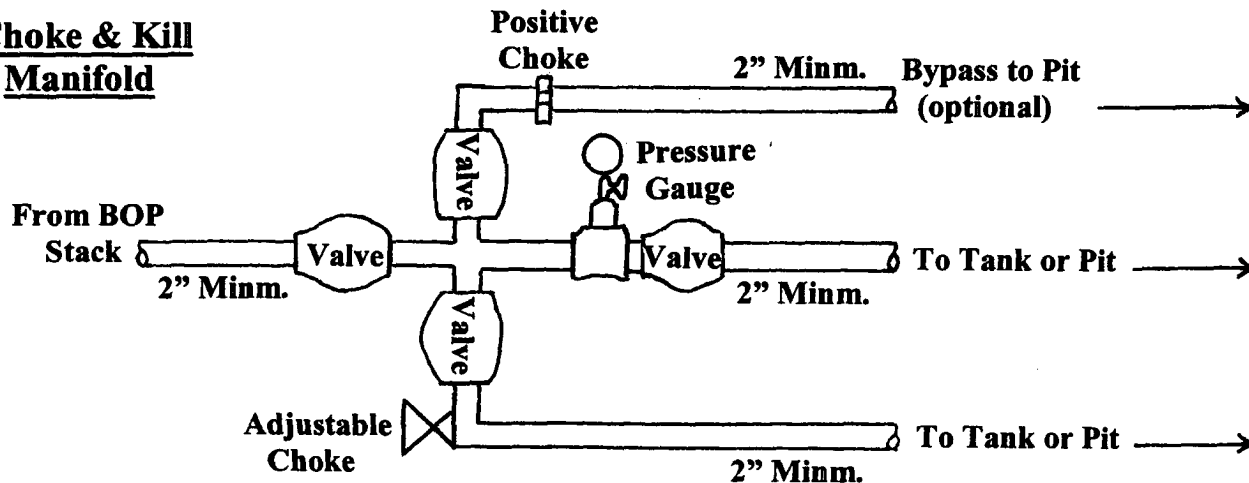 Choke & Kill
Manifold
Positive
Choke
2” Minm.
Bypass to Pit
(optional)
Valve
Pressure
Gauge
From BOP
Stack
2” Minm.
Valve
Valve
2” Minm.
To Tank or Pit
Valve
Adjustable
Choke
2” Minm.
To Tank or Pit